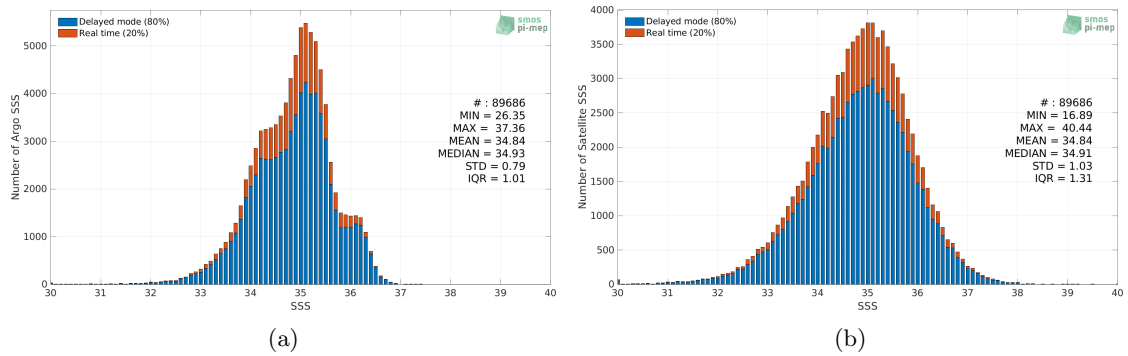 Delayed mode (80%)
Real time (20%)
smos
pi-mep
5000
4000
3000
2000
1000
0
Number of Argo SSS
# : 89686
MIN = 26.35
MAX = 37.36
MEAN = 34.84
MEDIAN = 34.93
STD = 0.79
IQR = 1.01
30 31 32 33 34 35 36 37 38 39 40
SSS
(a)
Delayed mode (80%)
Real time (20%)
smos
pi-mep
4000
3500
3000
2500
2000
1500
1000
500
0
Number of Satellite SSS
# : 89686
MIN = 16.89
MAX = 40.44
MEAN = 34.84
MEDIAN = 34.91
STD = 1.03
IQR = 1.31
30 31 32 33 34 35 36 37 38 39 40
SSS
(b)